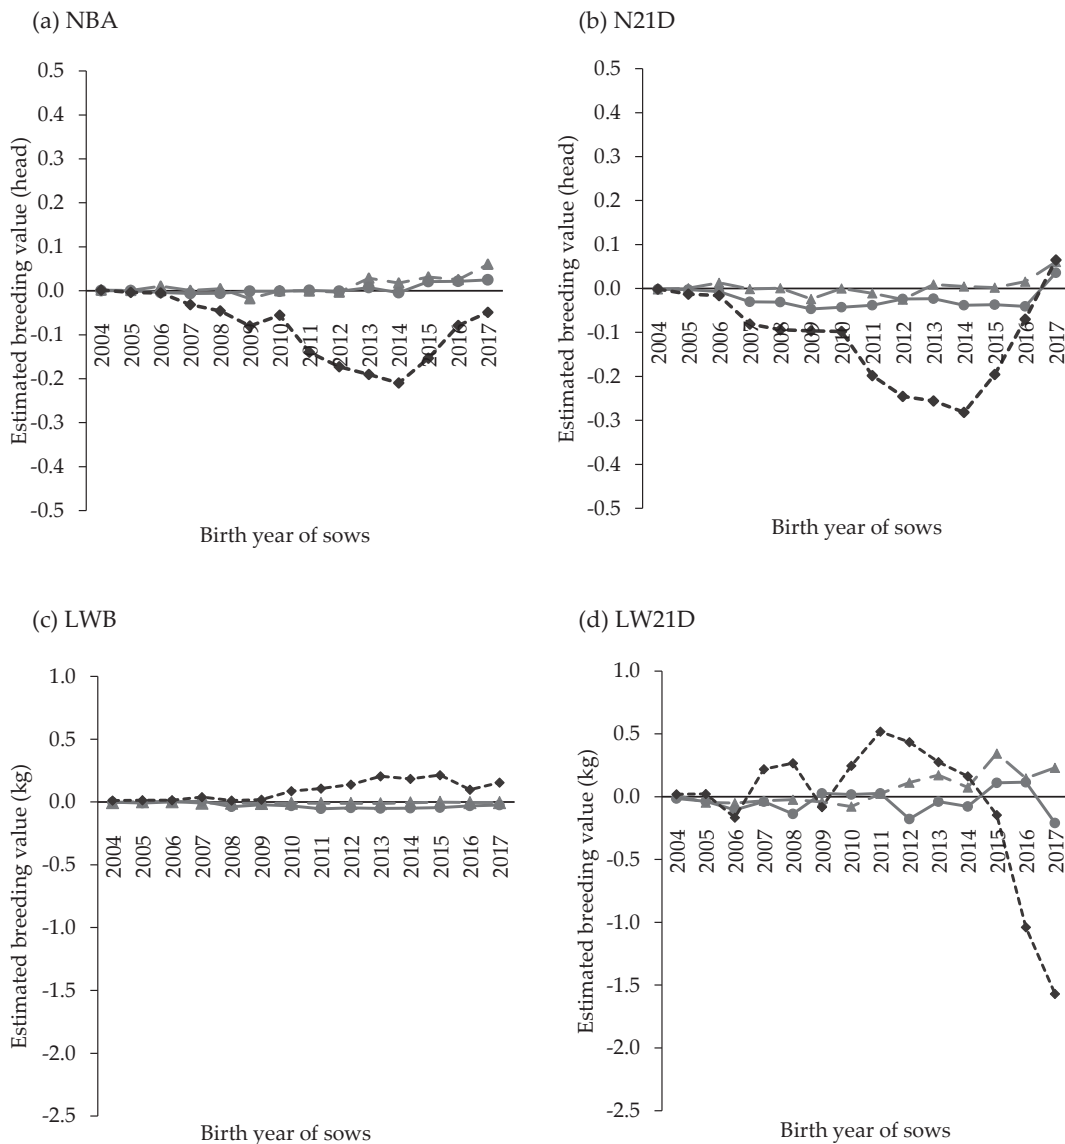 (a) NBA
0.5
0.4
0.3
0.2
0.1
0.0
-0.1
-0.2
-0.3
-0.4
-0.5
Estimated breeding value (head)
2004 2005 2006 2007 2008 2009 2010 2011 2012 2013 2014 2015 2016 2017
Birth year of sows
(b) N21D
0.5
0.4
0.3
0.2
0.1
0.0
-0.1
-0.2
-0.3
-0.4
-0.5
Estimated breeding value (head)
2004 2005 2006 2007 2008 2009 2010 2011 2012 2013 2014 2015 2016 2017
Birth year of sows
(c) LWB
1.0
0.5
0.0
-0.5
-1.0
-1.5
-2.0
-2.5
Estimated breeding value (kg)
2004 2005 2006 2007 2008 2009 2010 2011 2012 2013 2014 2015 2016 2017
Birth year of sows
(d) LW21D
1.0
0.5
0.0
-0.5
-1.0
-1.5
-2.0
-2.5
Estimated breeding value (kg)
2004 2005 2006 2007 2008 2009 2010 2011 2012 2013 2014 2015 2016 2017
Birth year of sows